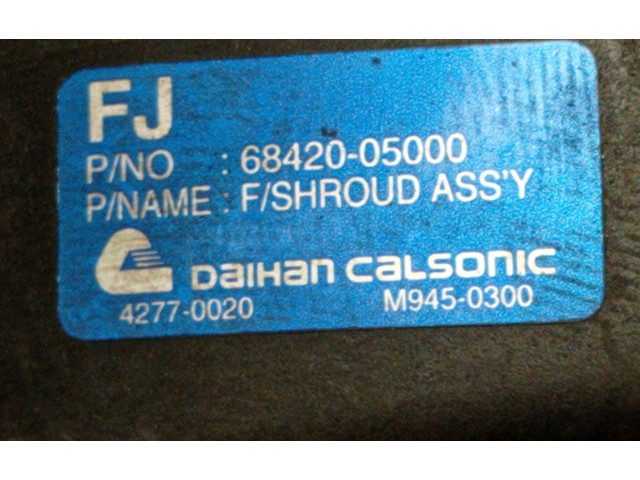 FJ
P/NO : 68420-05000
P/NAME : F/SHROUD ASS'Y
DAIHAN CALSONIC
4277-0020 M945-0300